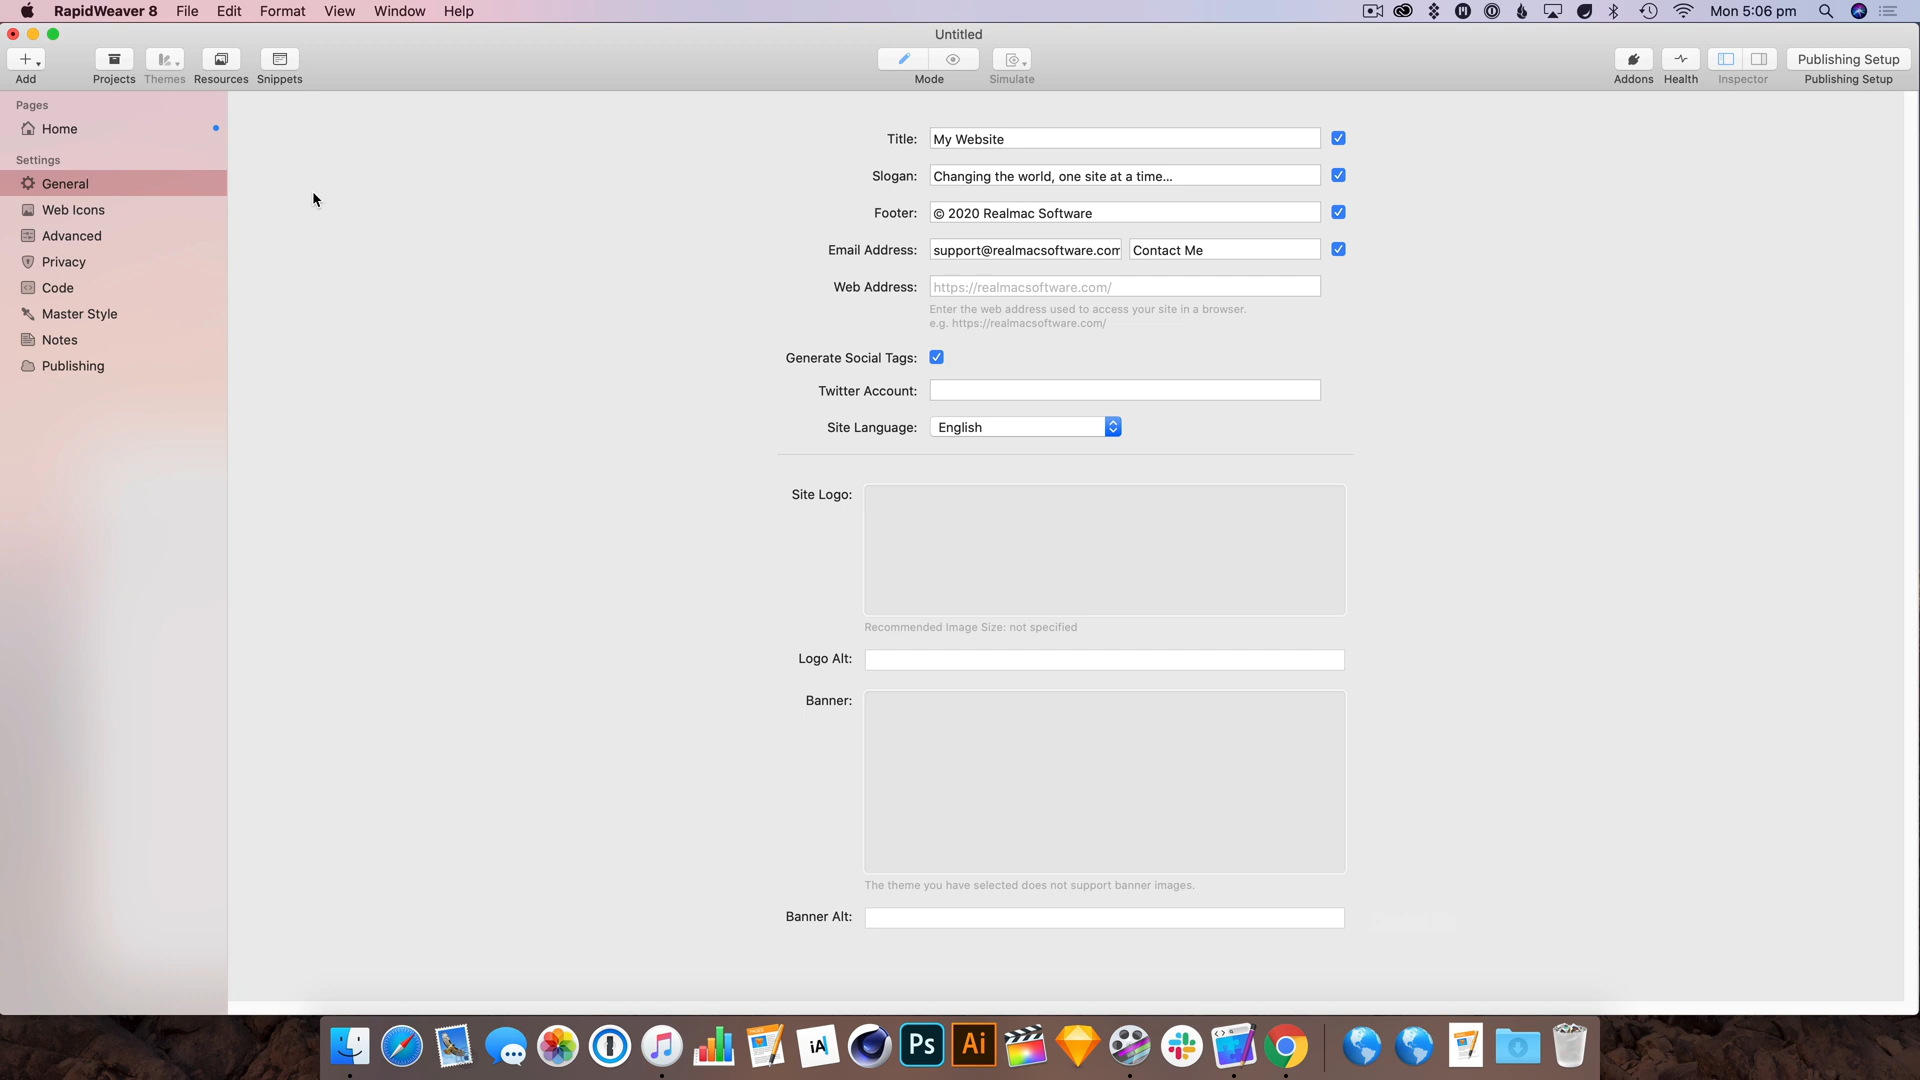 RapidWeaver 8 File Edit Format View Window Help Mon 5:06 pm
Untitled
Publishing Setup
Add Projects Themes Resources Snippets Mode Simulate Addons Health Inspector Publishing Setup
Pages
Home
Settings
General
Web Icons
Advanced
Privacy
Code
Master Style
Notes
Publishing
Title: My Website
Slogan: Changing the world, one site at a time...
Footer: © 2020 Realmac Software
Email Address: support@realmacsoftware.com Contact Me
Web Address: https://realmacsoftware.com/
Enter the web address used to access your site in a browser.
e.g. https://realmacsoftware.com/
Generate Social Tags:
Twitter Account:
Site Language: English
Site Logo:
Recommended Image Size: not specified
Logo Alt:
Banner:
The theme you have selected does not support banner images.
Banner Alt:
iA Ps Ai